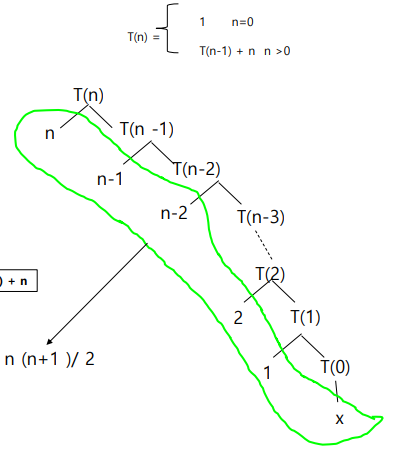 1 n=0
T(n) =
T(n-1) + n n >0
T(n)
n T(n -1)
n-1 T(n-2)
n-2 T(n-3)
T(2)
) + n
2 T(1)
n (n+1 )/ 2
1 T(0)
x